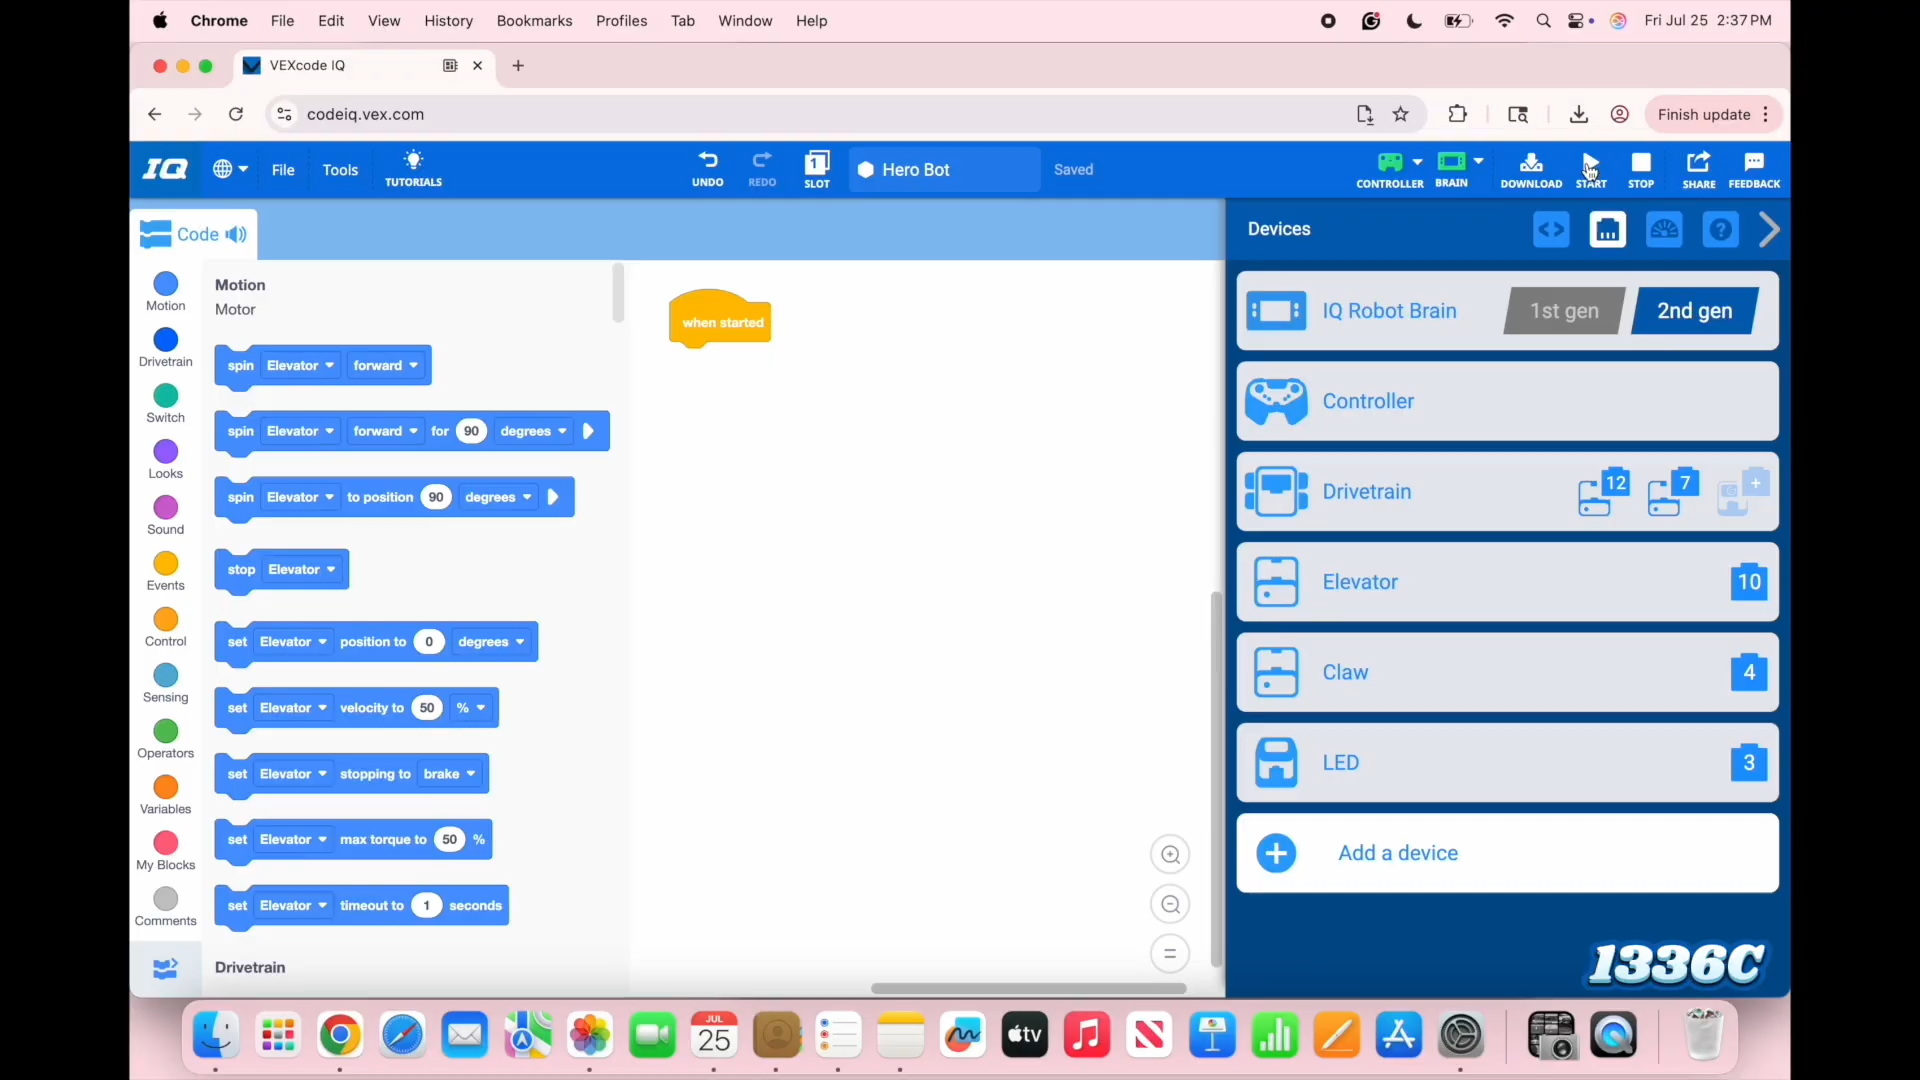 Chrome File Edit View History Bookmarks Profiles Tab Window Help Fri Jul 25 2:37 PM
VEXcode IQ
codeiq.vex.com Finish update
IQ File Tools TUTORIALS UNDO REDO 1 SLOT Hero Bot Saved CONTROLLER BRAIN DOWNLOAD START STOP SHARE FEEDBACK
Code
Devices
Motion
Drivetrain
Switch
Looks
Sound
Events
Control
Sensing
Operators
Variables
My Blocks
Comments
Motion
Motor
spin Elevator forward
spin Elevator forward for 90 degrees
spin Elevator to position 90 degrees
stop Elevator
set Elevator position to 0 degrees
set Elevator velocity to 50 %
set Elevator stopping to brake
set Elevator max torque to 50 %
set Elevator timeout to 1 seconds
Drivetrain
when started
IQ Robot Brain 1st gen 2nd gen
Controller
Drivetrain 12 7
Elevator 10
Claw 4
LED 3
Add a device
1336C
JUL
25
tv